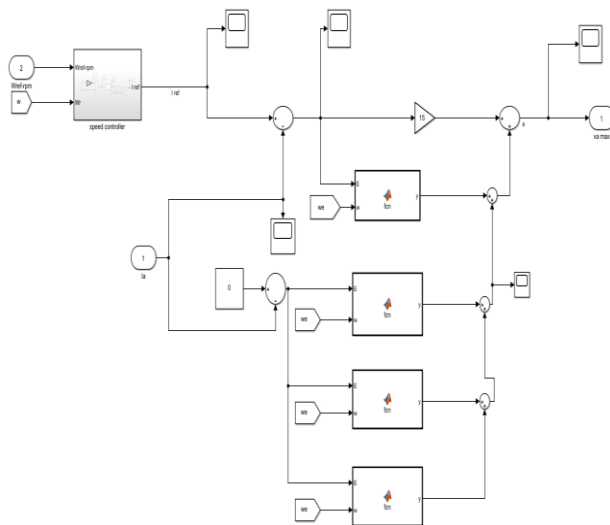 2
Wref-rpm
w
Wref-rpm
Wr
I ref
speed controller
I ref
15
x
1
va max
E
w
y
fcn
we
1
Ia
0
E
w
y
fcn
we
E
w
y
fcn
we
E
w
y
fcn
we